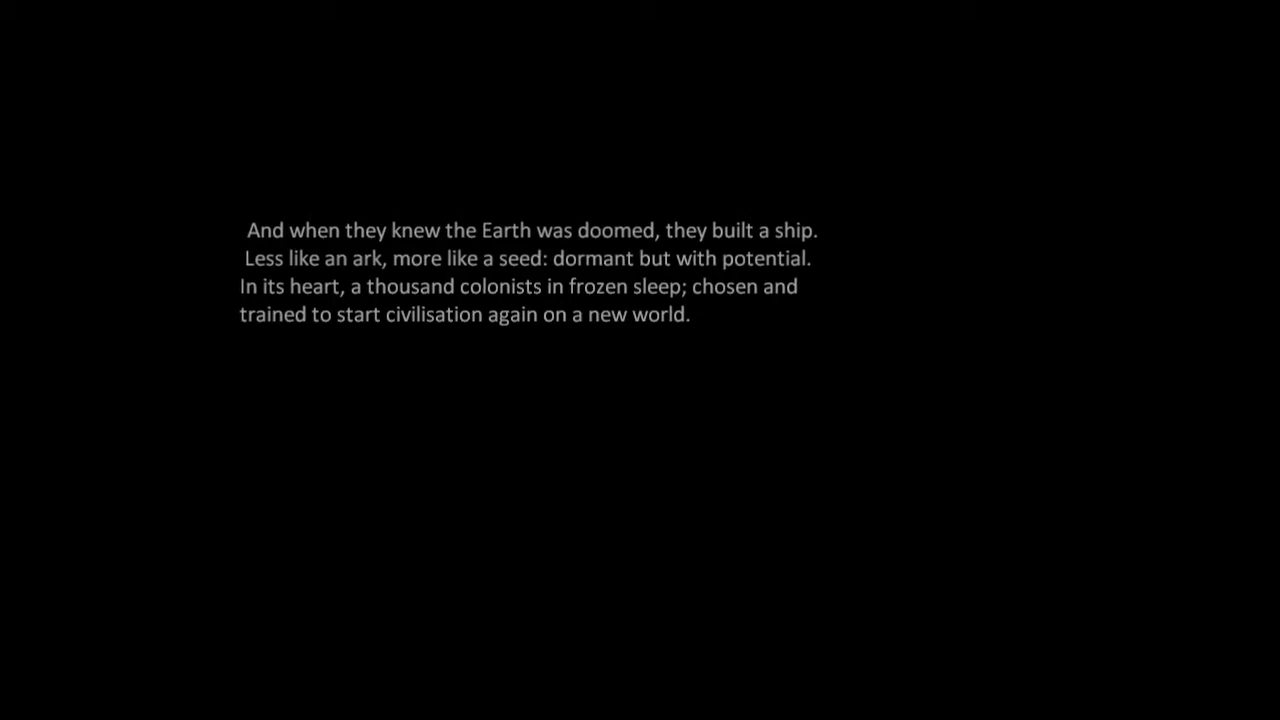 And when they knew the Earth was doomed, they built a ship.
Less like an ark, more like a seed: dormant but with potential.
In its heart, a thousand colonists in frozen sleep; chosen and
trained to start civilisation again on a new world.